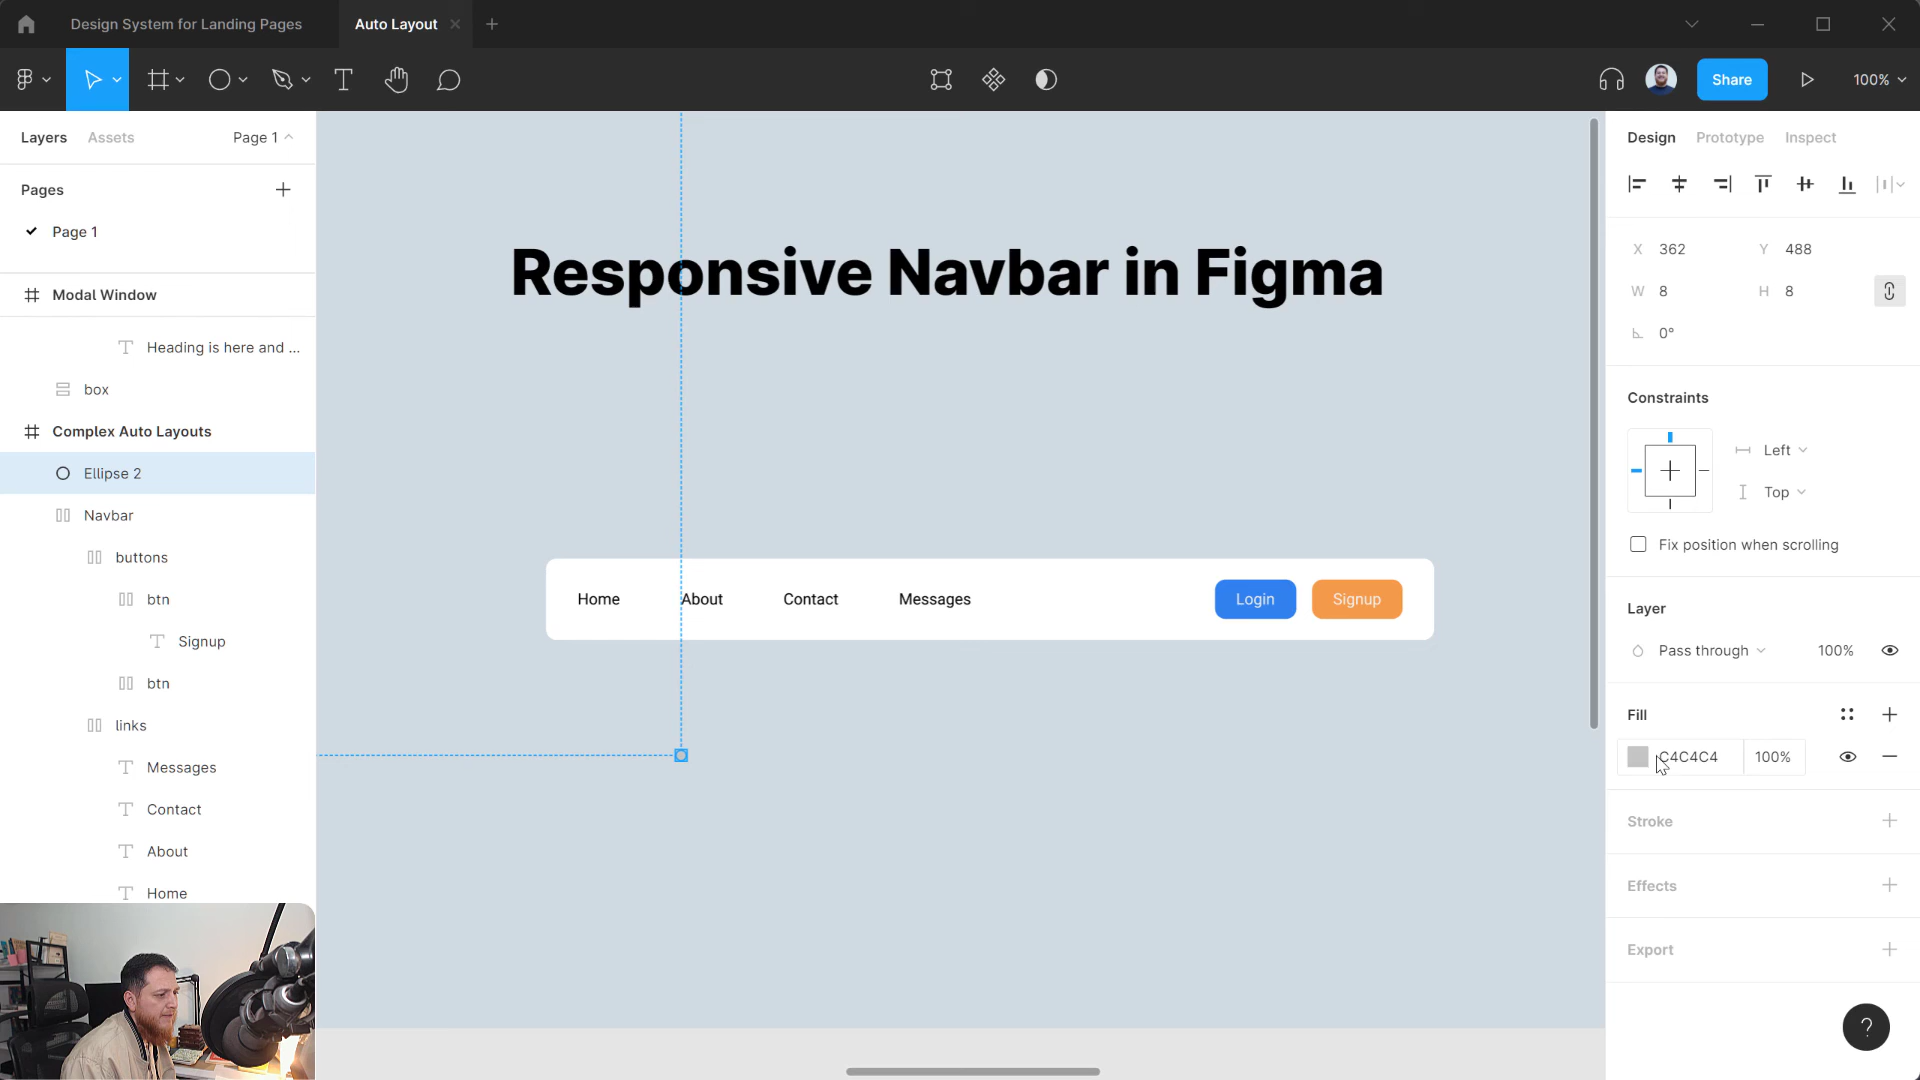 Design System for Landing Pages
Auto Layout
Share
100%
Layers
Assets
Page 1
Pages
Page 1
Modal Window
Heading is here and ...
box
Complex Auto Layouts
Ellipse 2
Navbar
buttons
btn
Signup
btn
links
Messages
Contact
About
Home
Responsive Navbar in Figma
Home
About
Contact
Messages
Login
Signup
Design
Prototype
Inspect
X 362
Y 488
W 8
H 8
0°
Constraints
Left
Top
Fix position when scrolling
Layer
Pass through
100%
Fill
C4C4C4
100%
Stroke
Effects
Export
?